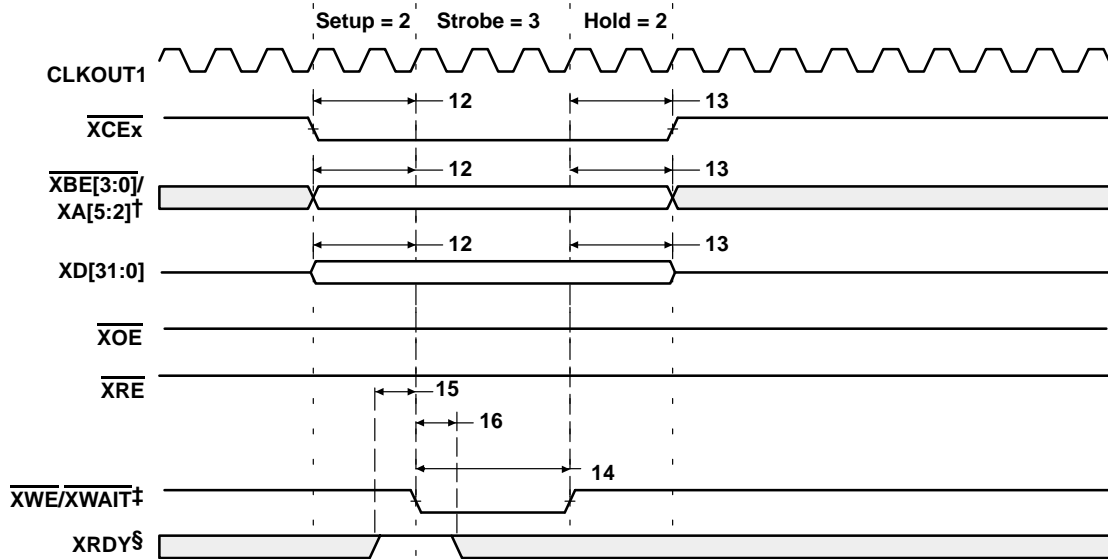 Setup = 2 Strobe = 3 Hold = 2
CLKOUT1
12 13
XCEx
12 13
XBE[3:0]/
XA[5:2]†
12 13
XD[31:0]
XOE
XRE
15
16
14
XWE/XWAIT‡
XRDY§